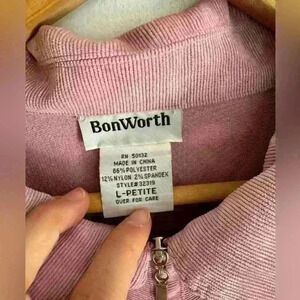 BonWorth
RN 50132
MADE IN CHINA
86% POLYESTER
12% NYLON 2% SPANDEX
STYLE# 32319
L-PETITE
OVER FOR CARE